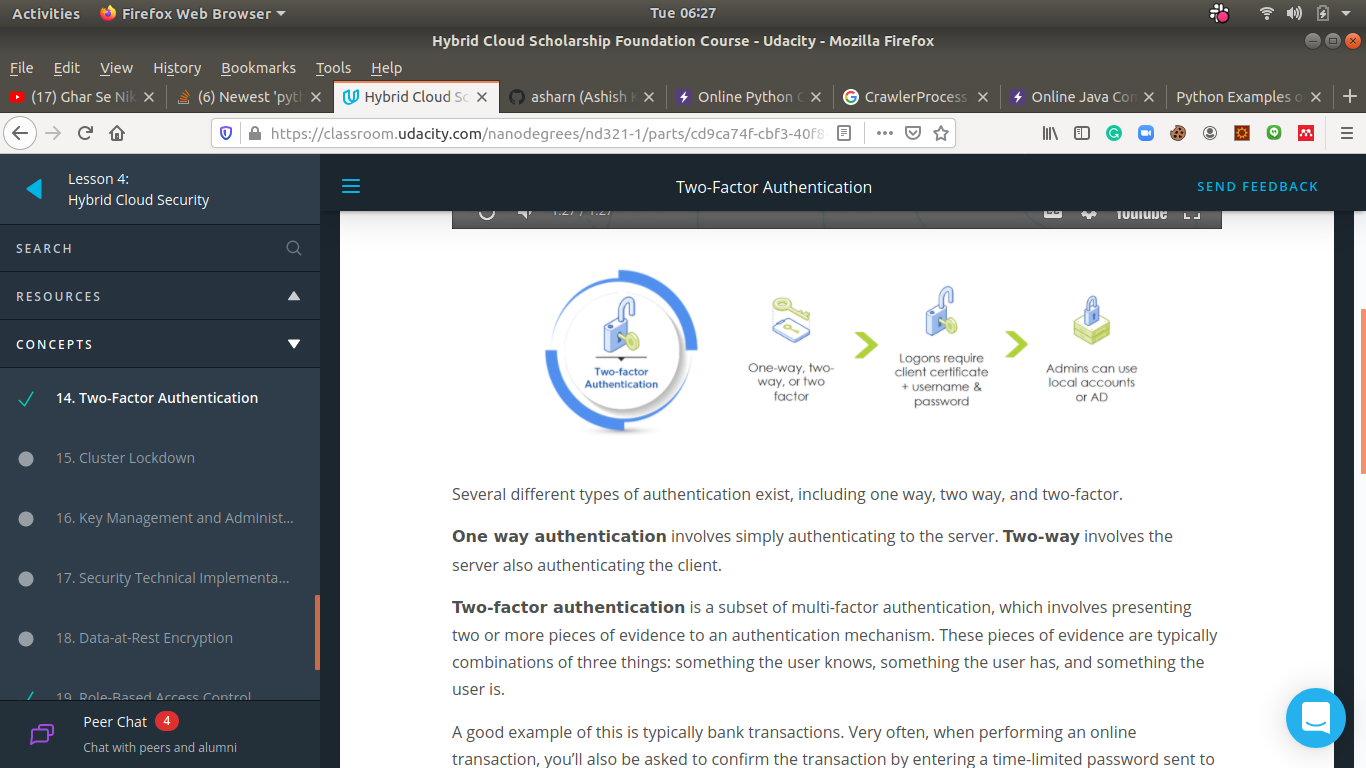 Activities Firefox Web Browser Tue 06:27
Hybrid Cloud Scholarship Foundation Course - Udacity - Mozilla Firefox
File Edit View History Bookmarks Tools Help
(17) Ghar Se Nik (6) Newest 'pyth Hybrid Cloud Sc asharn (Ashish K Online Python C CrawlerProcess Online Java Com Python Examples o
https://classroom.udacity.com/nanodegrees/nd321-1/parts/cd9ca74f-cbf3-40f8-
Lesson 4:
Hybrid Cloud Security
Two-Factor Authentication
SEND FEEDBACK
SEARCH
RESOURCES
CONCEPTS
14. Two-Factor Authentication
15. Cluster Lockdown
16. Key Management and Administ...
17. Security Technical Implementa...
18. Data-at-Rest Encryption
19. Role-Based Access Control
Peer Chat 4
Chat with peers and alumni
1:27 / 1:27
YouTube
Two-factor
Authentication
One-way, two-
way, or two
factor
Logons require
client certificate
+ username &
password
Admins can use
local accounts
or AD
Several different types of authentication exist, including one way, two way, and two-factor.
One way authentication involves simply authenticating to the server. Two-way involves the
server also authenticating the client.
Two-factor authentication is a subset of multi-factor authentication, which involves presenting
two or more pieces of evidence to an authentication mechanism. These pieces of evidence are typically
combinations of three things: something the user knows, something the user has, and something the
user is.
A good example of this is typically bank transactions. Very often, when performing an online
transaction, you'll also be asked to confirm the transaction by entering a time-limited password sent to